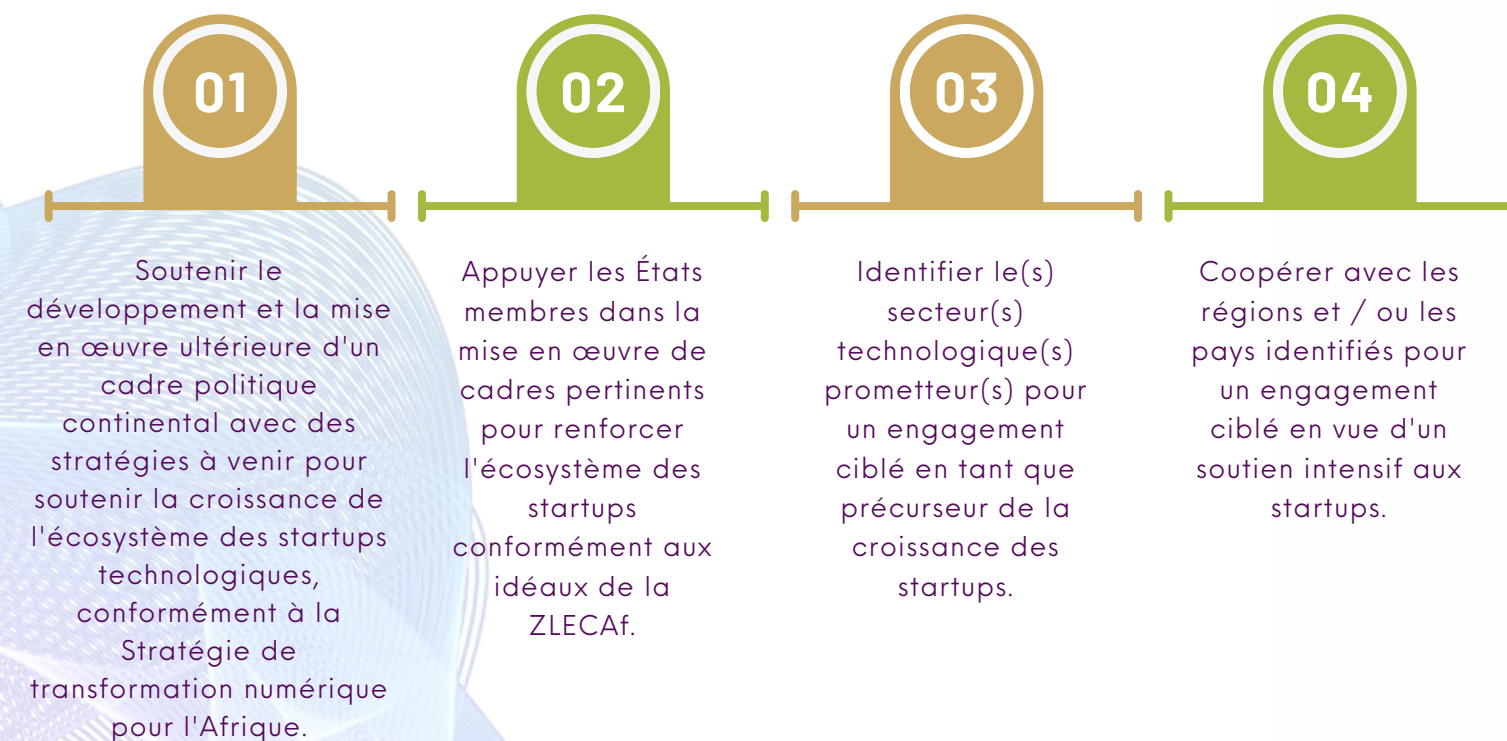 01
Soutenir le
développement et la mise
en œuvre ultérieure d'un
cadre politique
continental avec des
stratégies à venir pour
soutenir la croissance de
l'écosystème des startups
technologiques,
conformément à la
Stratégie de
transformation numérique
pour l'Afrique.
02
Appuyer les États
membres dans la
mise en œuvre de
cadres pertinents
pour renforcer
l'écosystème des
startups
conformément aux
idéaux de la
ZLECAf.
03
Identifier le(s)
secteur(s)
technologique(s)
prometteur(s) pour
un engagement
ciblé en tant que
précurseur de la
croissance des
startups.
04
Coopérer avec les
régions et / ou les
pays identifiés pour
un engagement
ciblé en vue d'un
soutien intensif aux
startups.